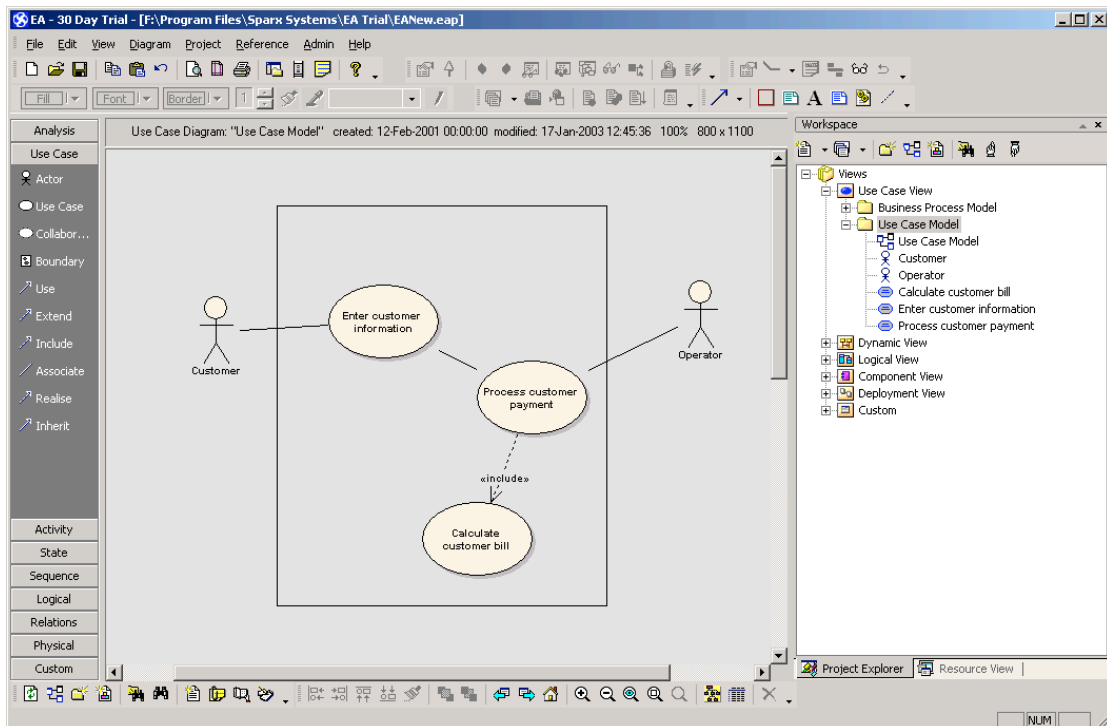 EA - 30 Day Trial - [F:\Program Files\Sparx Systems\EA Trial\EANew.eap]
File Edit View Diagram Project Reference Admin Help
Fill Font Border 1
A
Analysis
Use Case
Actor
Use Case
Collabor...
Boundary
Use
Extend
Include
Associate
Realise
Inherit
Activity
State
Sequence
Logical
Relations
Physical
Custom
Use Case Diagram: "Use Case Model" created: 12-Feb-2001 00:00:00 modified: 17-Jan-2003 12:45:36 100% 800 x 1100
Customer
Enter customer
information
Process customer
payment
Operator
«include»
Calculate
customer bill
Workspace
Views
Use Case View
Business Process Model
Use Case Model
Use Case Model
Customer
Operator
Calculate customer bill
Enter customer information
Process customer payment
Dynamic View
Logical View
Component View
Deployment View
Custom
Project Explorer
Resource View
NUM